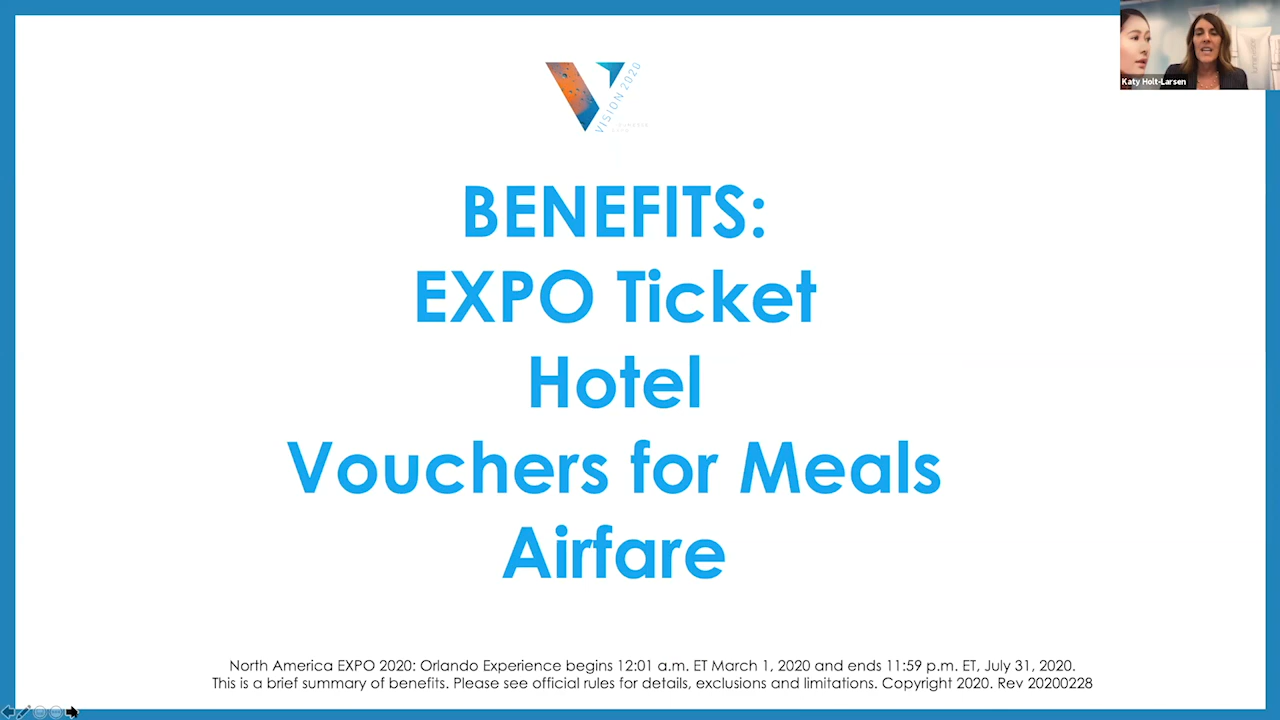 Katy Holt-Larsen
VISION 2020
BENEFITS:
EXPO Ticket
Hotel
Vouchers for Meals
Airfare
North America EXPO 2020: Orlando Experience begins 12:01 a.m. ET March 1, 2020 and ends 11:59 p.m. ET, July 31, 2020.
This is a brief summary of benefits. Please see official rules for details, exclusions and limitations. Copyright 2020. Rev 20200228